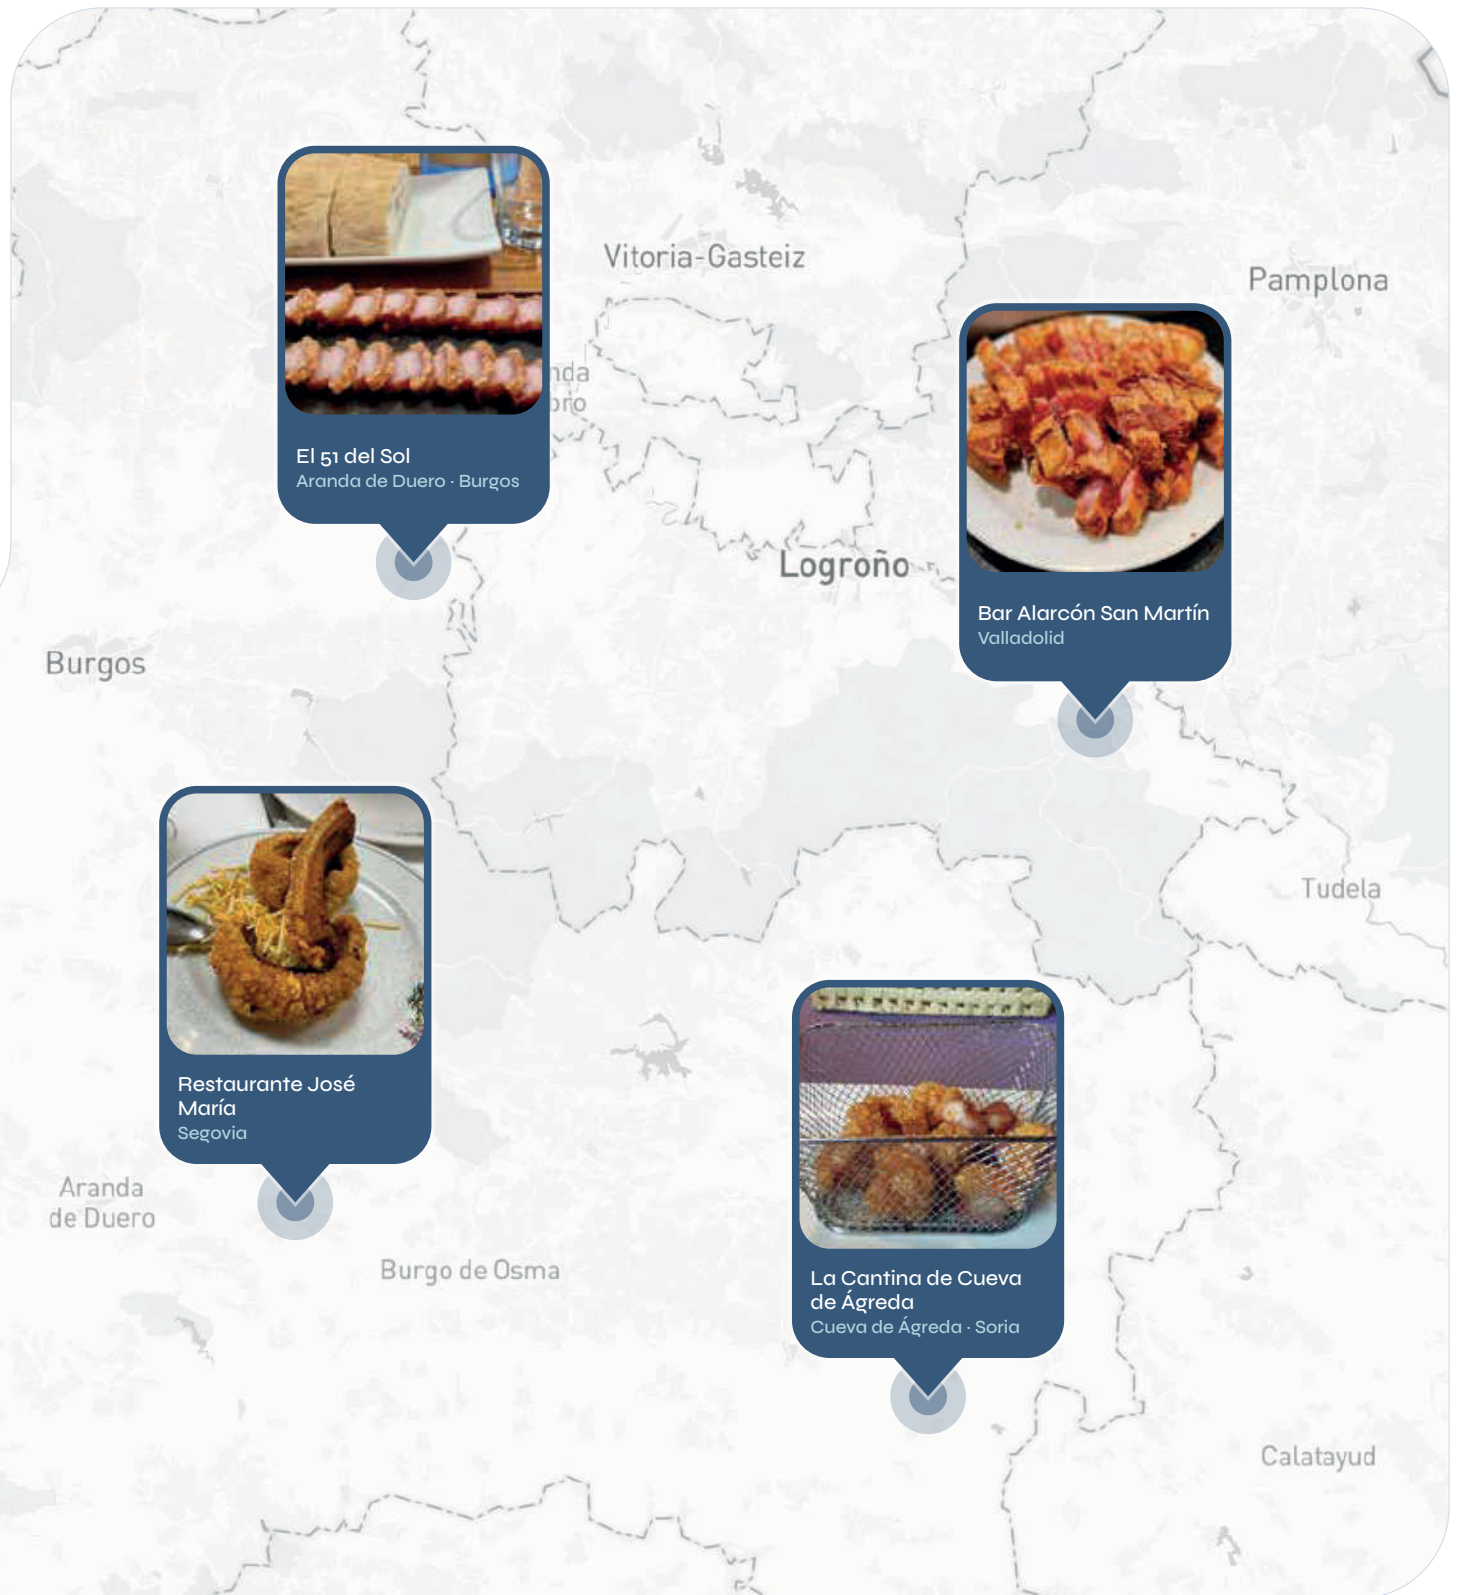 Vitoria-Gasteiz
Pamplona
El 51 del Sol
Aranda de Duero · Burgos
Logroño
Bar Alarcón San Martín
Valladolid
Burgos
Tudela
Restaurante José
María
Segovia
Aranda
de Duero
Burgo de Osma
La Cantina de Cueva
de Ágreda
Cueva de Ágreda · Soria
Calatayud